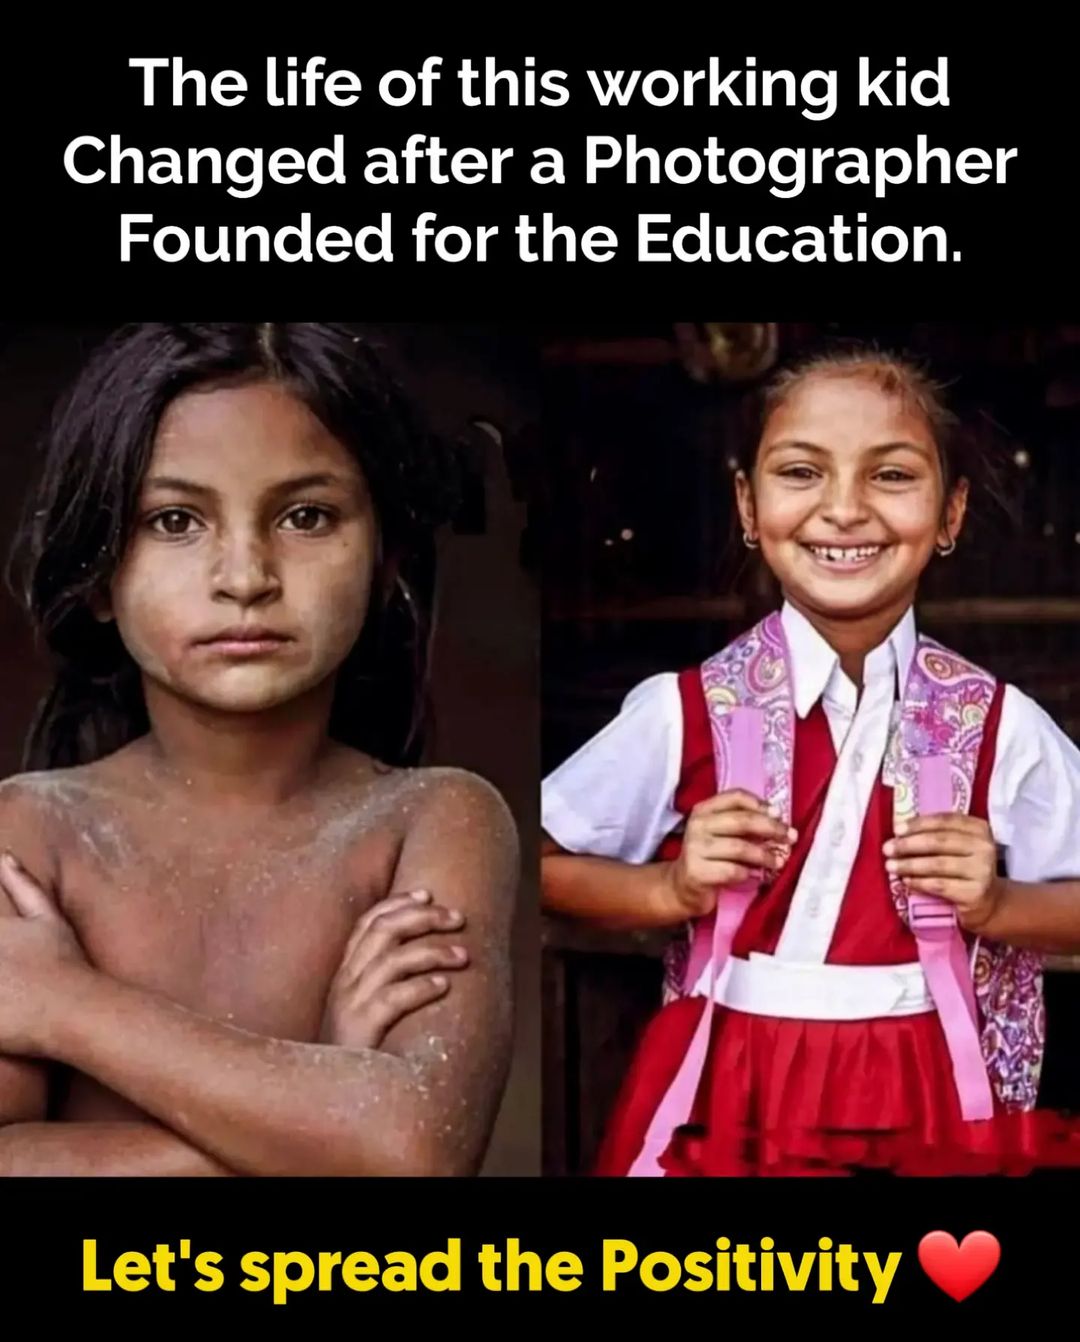 The life of this working kid
Changed after a Photographer
Founded for the Education.
Let's spread the Positivity ❤️